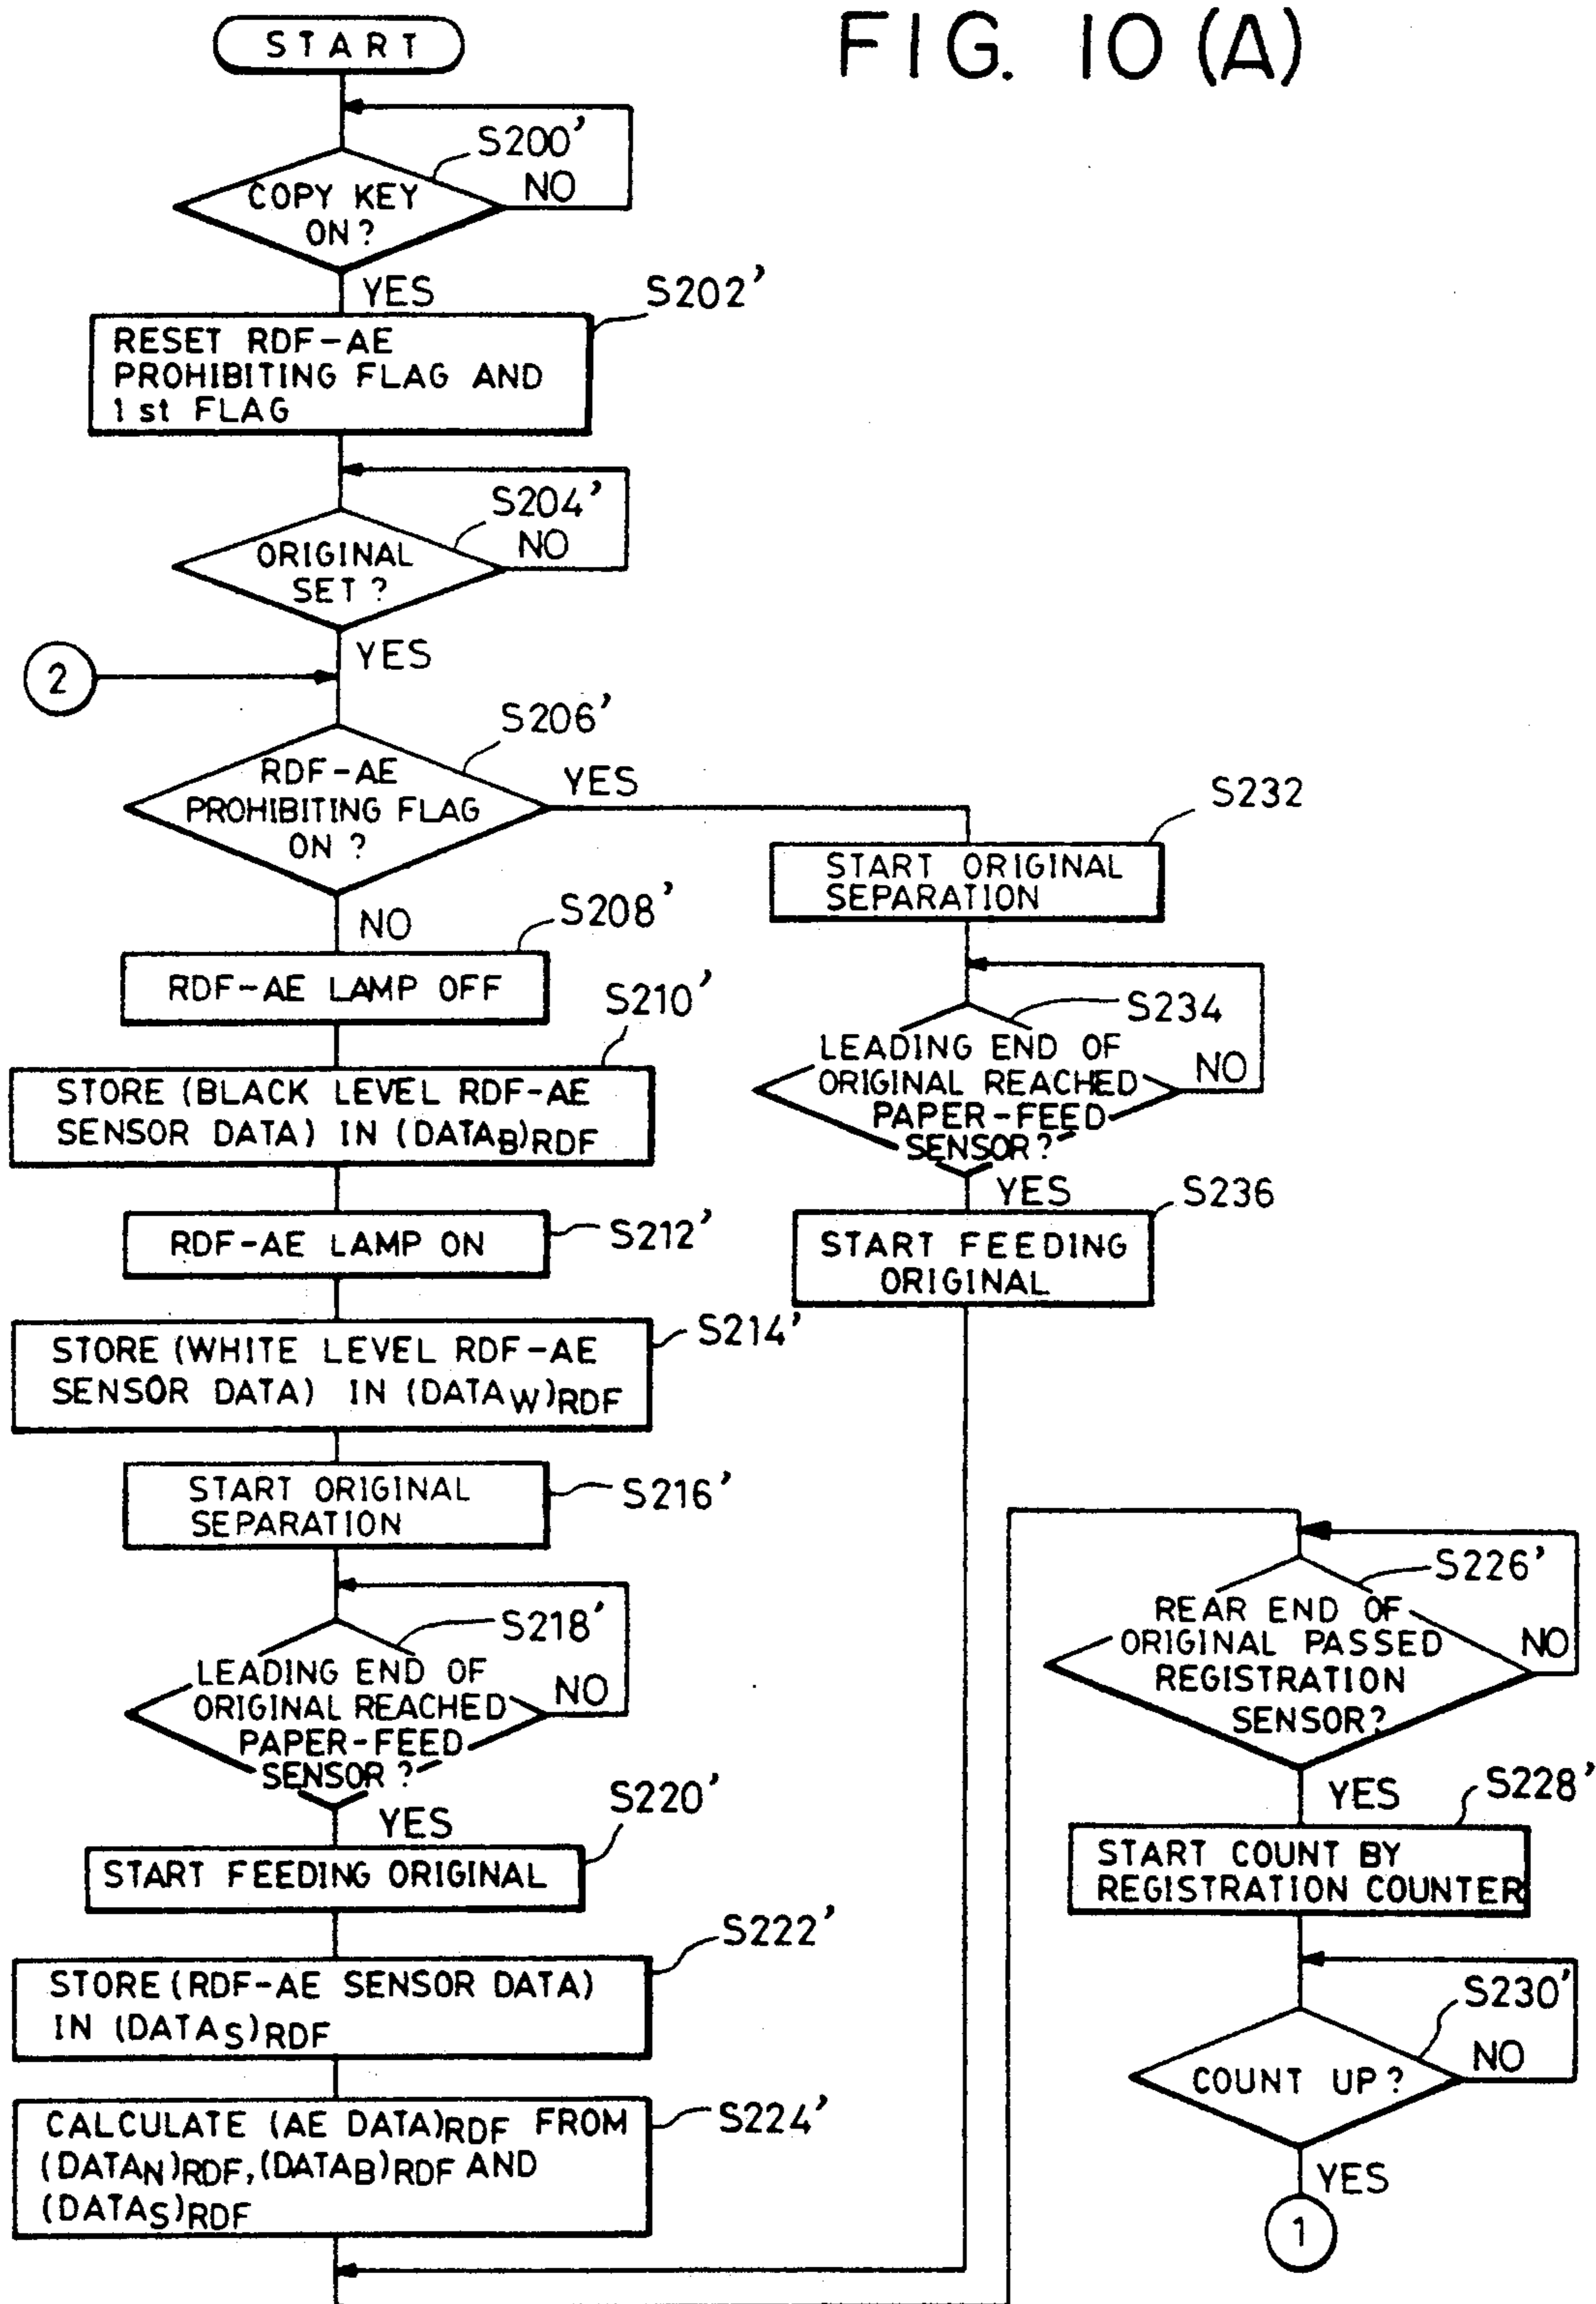 FIG. 10 (A)
START
S200'
COPY KEY
ON?
NO
YES
S202'
RESET RDF-AE
PROHIBITING FLAG AND
1st FLAG
S204'
ORIGINAL
SET?
NO
YES
2
S206'
RDF-AE
PROHIBITING FLAG
ON?
YES
NO
S208'
RDF-AE LAMP OFF
S210'
STORE (BLACK LEVEL RDF-AE
SENSOR DATA) IN (DATAB)RDF
RDF-AE LAMP ON
S212'
S214'
STORE (WHITE LEVEL RDF-AE
SENSOR DATA) IN (DATAW)RDF
START ORIGINAL
SEPARATION
S216'
S218'
LEADING END OF
ORIGINAL REACHED
PAPER-FEED
SENSOR?
NO
YES
S220'
START FEEDING ORIGINAL
S222'
STORE (RDF-AE SENSOR DATA)
IN (DATAS)RDF
S224'
CALCULATE (AE DATA)RDF FROM
(DATAN)RDF, (DATAB)RDF AND
(DATAS)RDF
S232
START ORIGINAL
SEPARATION
S234
LEADING END OF
ORIGINAL REACHED
PAPER-FEED
SENSOR?
NO
YES
S236
START FEEDING
ORIGINAL
S226'
REAR END OF
ORIGINAL PASSED
REGISTRATION
SENSOR?
NO
YES
S228'
START COUNT BY
REGISTRATION COUNTER
S230'
COUNT UP?
NO
YES
1